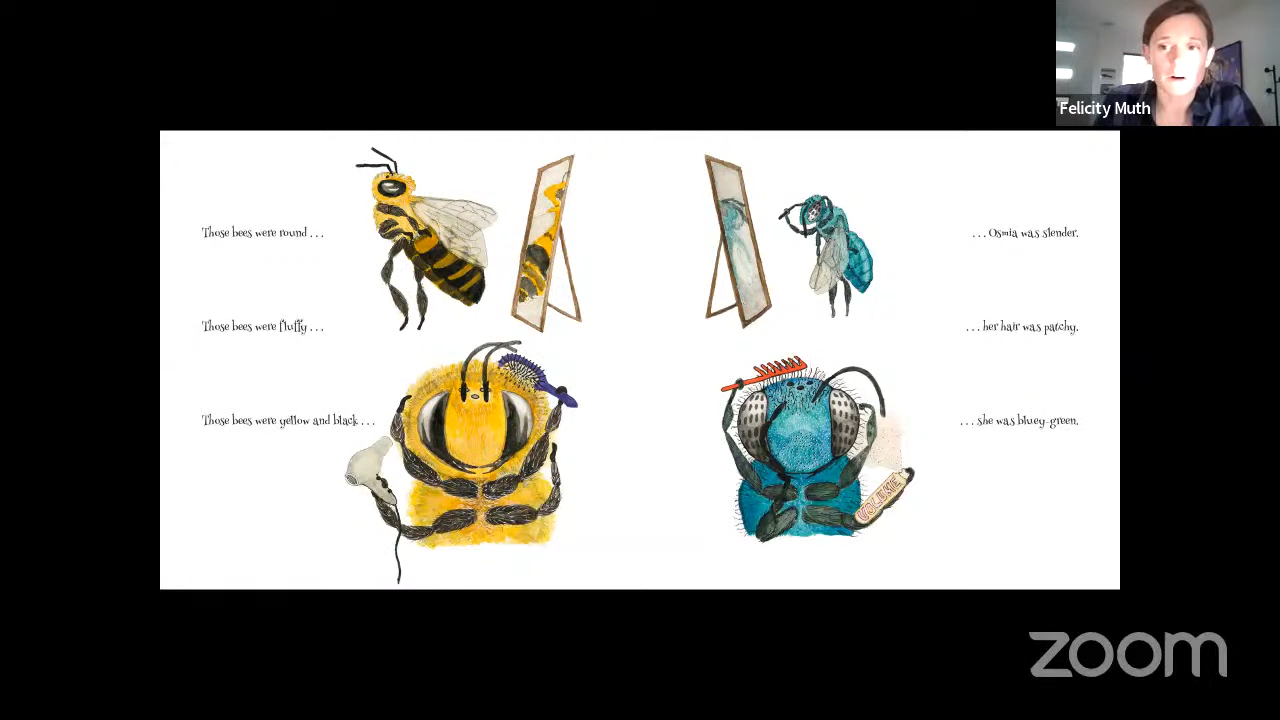 Felicity Muth
Those bees were round . . .
. . . Osmia was slender.
Those bees were fluffy . . .
. . . her hair was patchy.
Those bees were yellow and black . . .
. . . she was bluey-green.
VOLUME
zoom